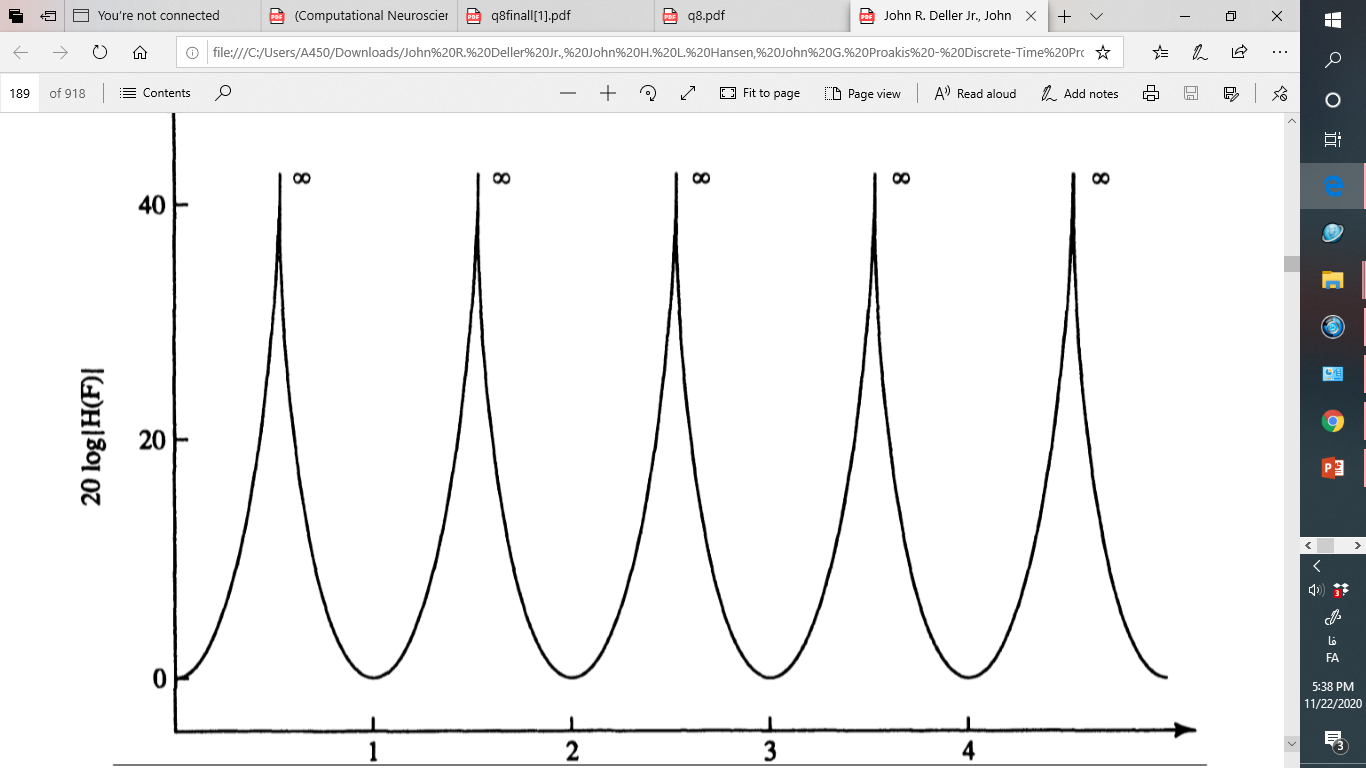 You're not connected
(Computational Neuroscier
q8finall[1].pdf
q8.pdf
John R. Deller Jr., John
file:///C:/Users/A450/Downloads/John%20R.%20Deller%20Jr.,%20John%20H.%20L.%20Hansen,%20John%20G.%20Proakis%20-%20Discrete-Time%20Prc
189 of 918
Contents
Fit to page
Page view
Read aloud
Add notes
∞ ∞ ∞ ∞ ∞
40
20 log|H(F)|
20
0
1 2 3 4
3
فا
FA
5:38 PM
11/22/2020
3